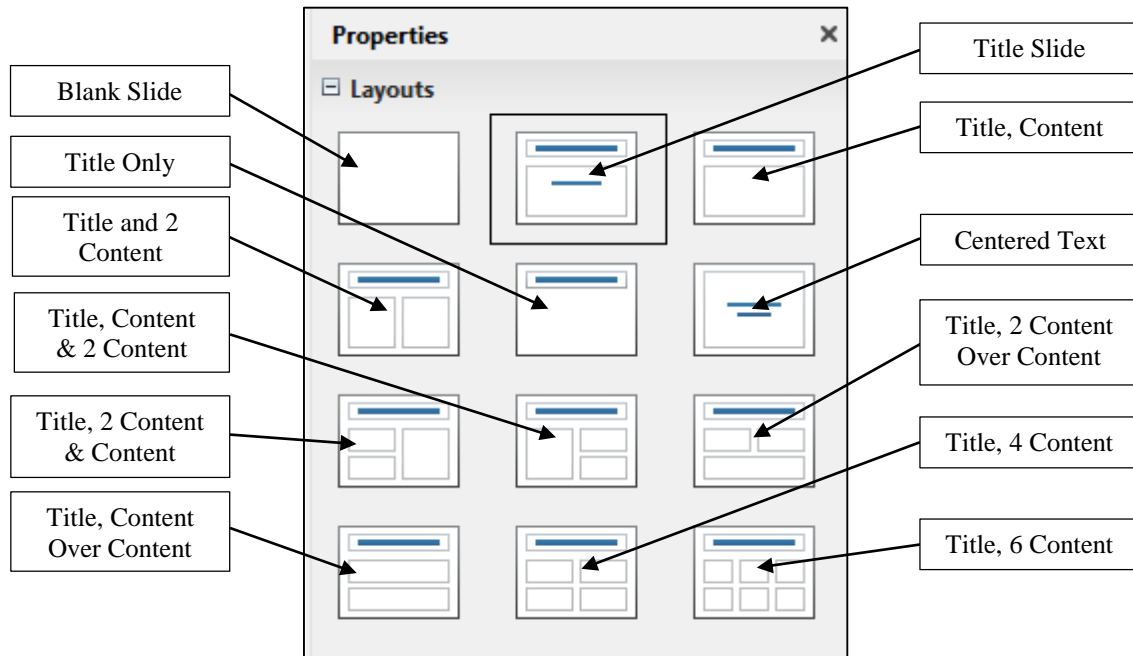 Properties
Layouts
Blank Slide
Title Only
Title and 2
Content
Title, Content
& 2 Content
Title, 2 Content
& Content
Title, Content
Over Content
Title Slide
Title, Content
Centered Text
Title, 2 Content
Over Content
Title, 4 Content
Title, 6 Content